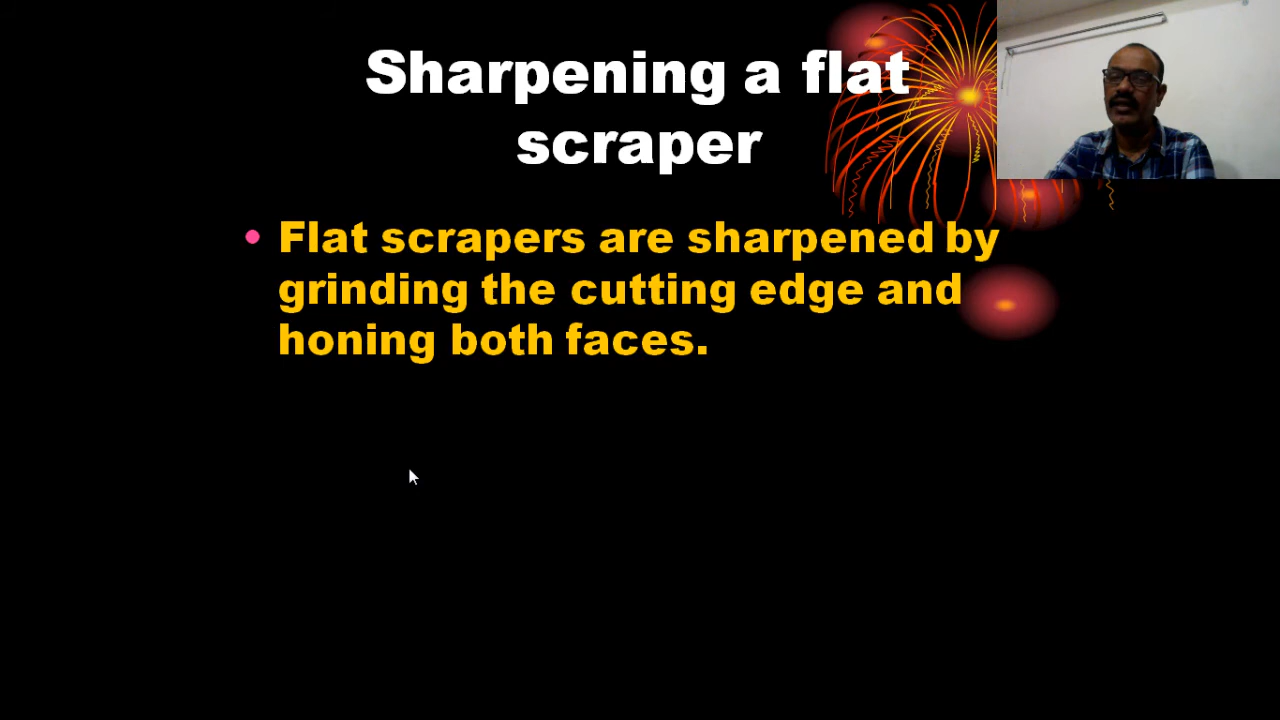 Sharpening a flat
scraper
• Flat scrapers are sharpened by
grinding the cutting edge and
honing both faces.